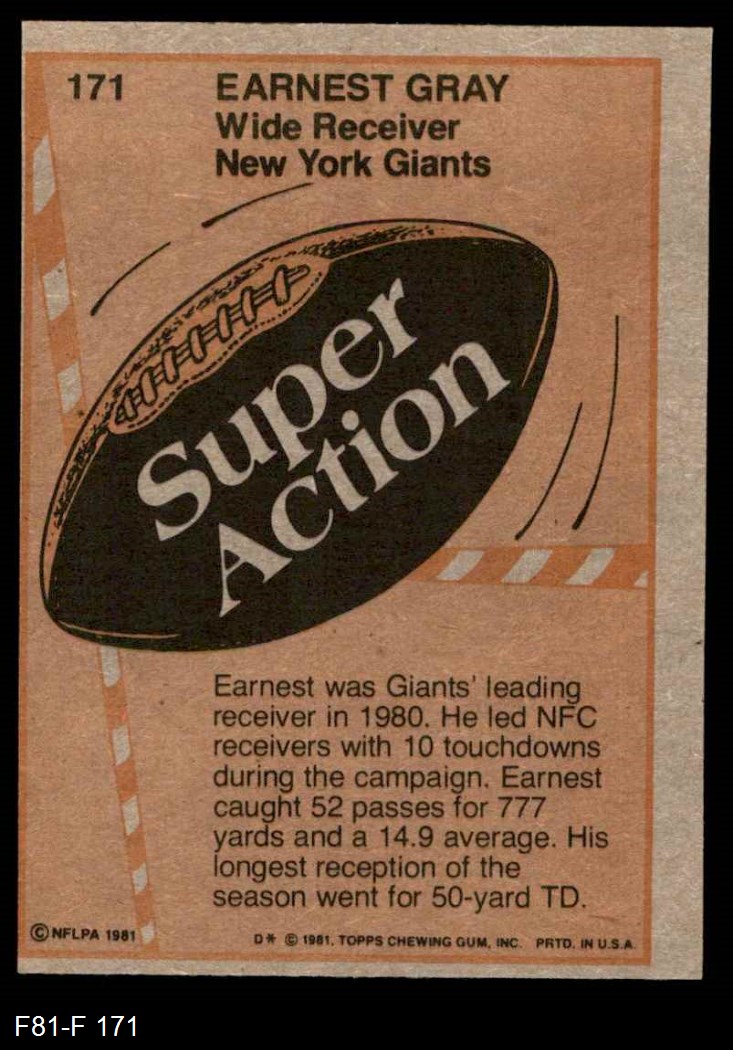 171
EARNEST GRAY
Wide Receiver
New York Giants
Super
Action
Earnest was Giants' leading
receiver in 1980. He led NFC
receivers with 10 touchdowns
during the campaign. Earnest
caught 52 passes for 777
yards and a 14.9 average. His
longest reception of the
season went for 50-yard TD.
©NFLPA 1981
D* © 1981. TOPPS CHEWING GUM, INC. PRTD. IN U.S.A.
F81-F 171